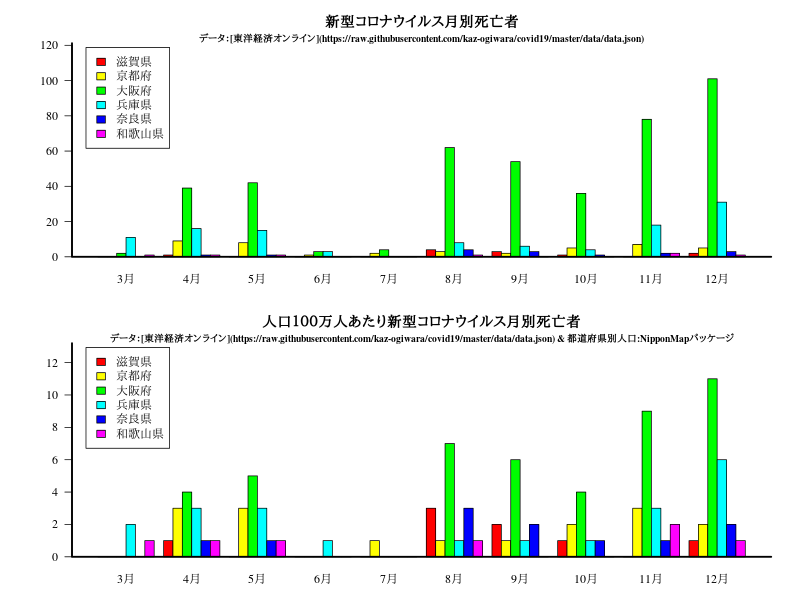 新型コロナウイルス月別死亡者
データ:[東洋経済オンライン](https://raw.githubusercontent.com/kaz-ogiwara/covid19/master/data/data.json)
120
100
80
60
40
20
0
滋賀県
京都府
大阪府
兵庫県
奈良県
和歌山県
3月 4月 5月 6月 7月 8月 9月 10月 11月 12月
人口100万人あたり新型コロナウイルス月別死亡者
データ:[東洋経済オンライン](https://raw.githubusercontent.com/kaz-ogiwara/covid19/master/data/data.json) & 都道府県別人口:NipponMapパッケージ
12
10
8
6
4
2
0
滋賀県
京都府
大阪府
兵庫県
奈良県
和歌山県
3月 4月 5月 6月 7月 8月 9月 10月 11月 12月